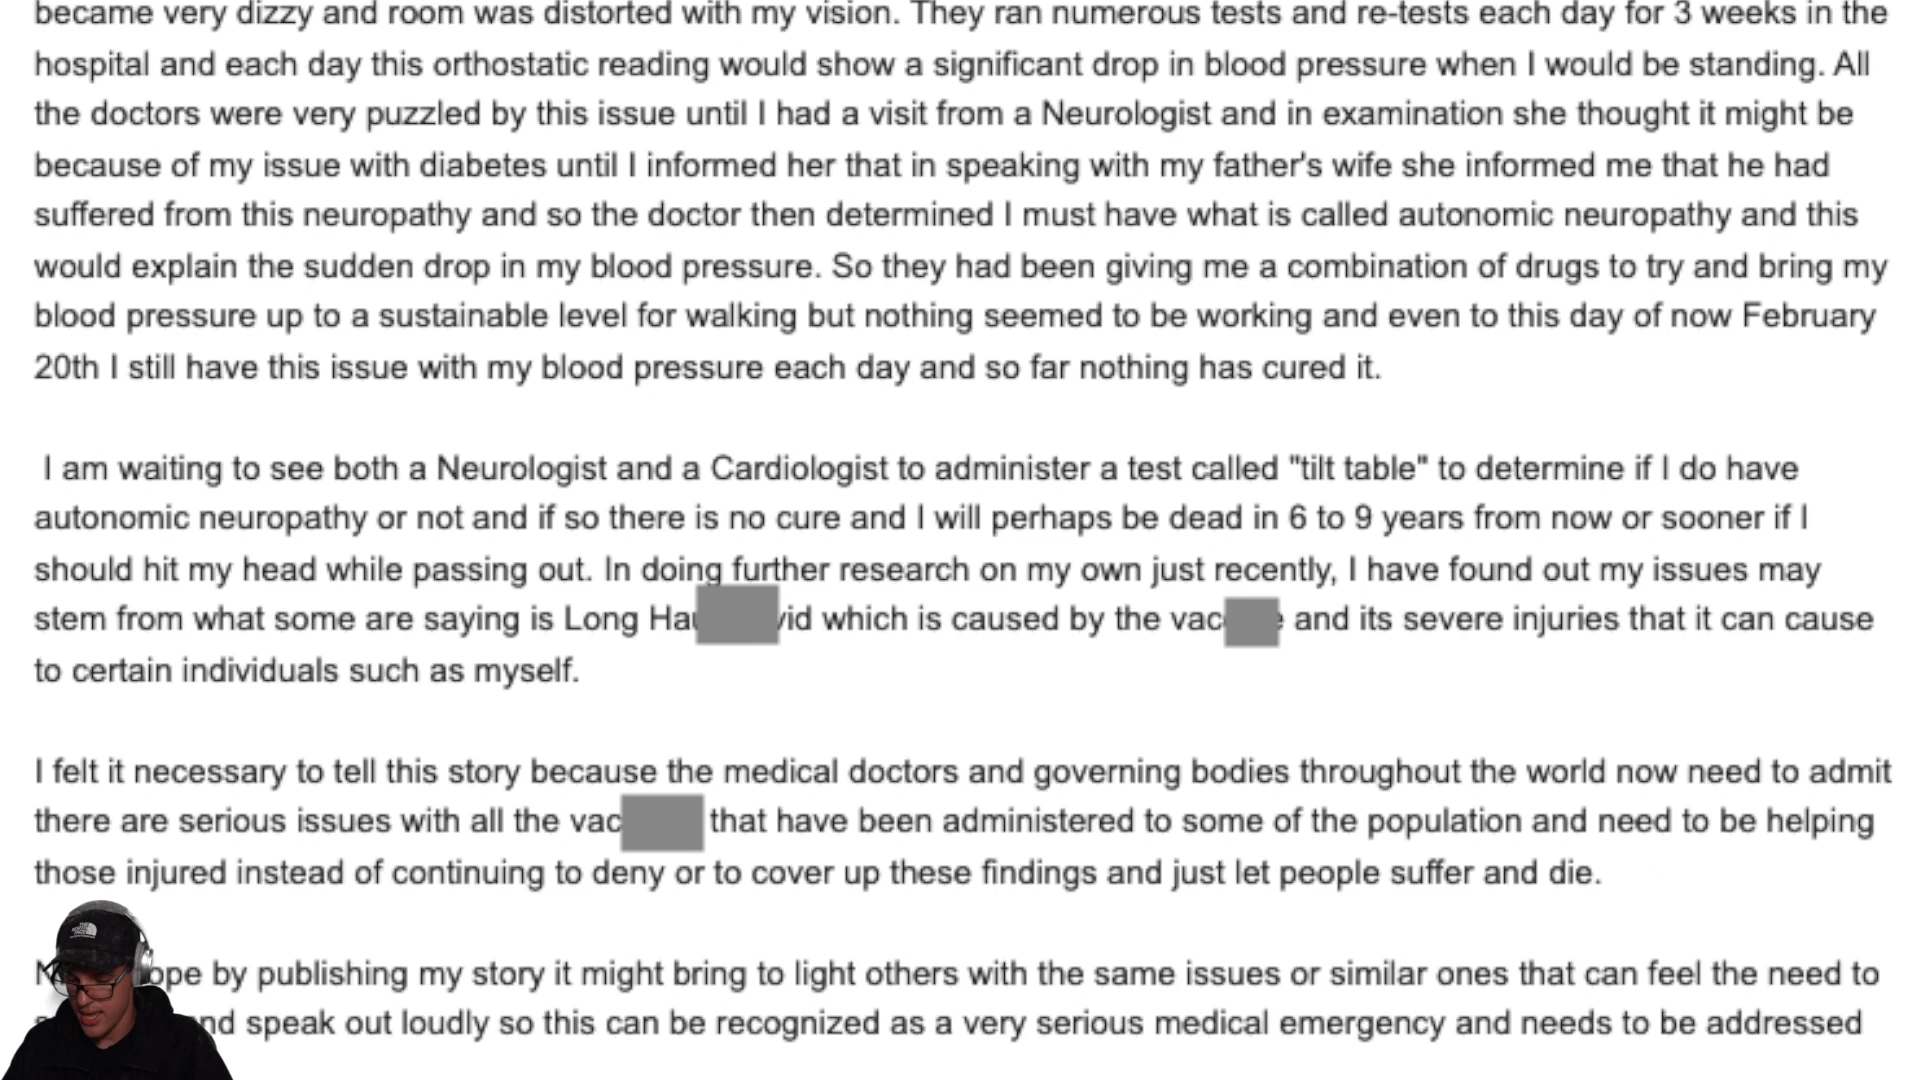 became very dizzy and room was distorted with my vision. They ran numerous tests and re-tests each day for 3 weeks in the
hospital and each day this orthostatic reading would show a significant drop in blood pressure when I would be standing. All
the doctors were very puzzled by this issue until I had a visit from a Neurologist and in examination she thought it might be
because of my issue with diabetes until I informed her that in speaking with my father's wife she informed me that he had
suffered from this neuropathy and so the doctor then determined I must have what is called autonomic neuropathy and this
would explain the sudden drop in my blood pressure. So they had been giving me a combination of drugs to try and bring my
blood pressure up to a sustainable level for walking but nothing seemed to be working and even to this day of now February
20th I still have this issue with my blood pressure each day and so far nothing has cured it.
I am waiting to see both a Neurologist and a Cardiologist to administer a test called "tilt table" to determine if I do have
autonomic neuropathy or not and if so there is no cure and I will perhaps be dead in 6 to 9 years from now or sooner if I
should hit my head while passing out. In doing further research on my own just recently, I have found out my issues may
stem from what some are saying is Long Hau vid which is caused by the vac and its severe injuries that it can cause
to certain individuals such as myself.
I felt it necessary to tell this story because the medical doctors and governing bodies throughout the world now need to admit
there are serious issues with all the vac that have been administered to some of the population and need to be helping
those injured instead of continuing to deny or to cover up these findings and just let people suffer and die.
ope by publishing my story it might bring to light others with the same issues or similar ones that can feel the need to
nd speak out loudly so this can be recognized as a very serious medical emergency and needs to be addressed